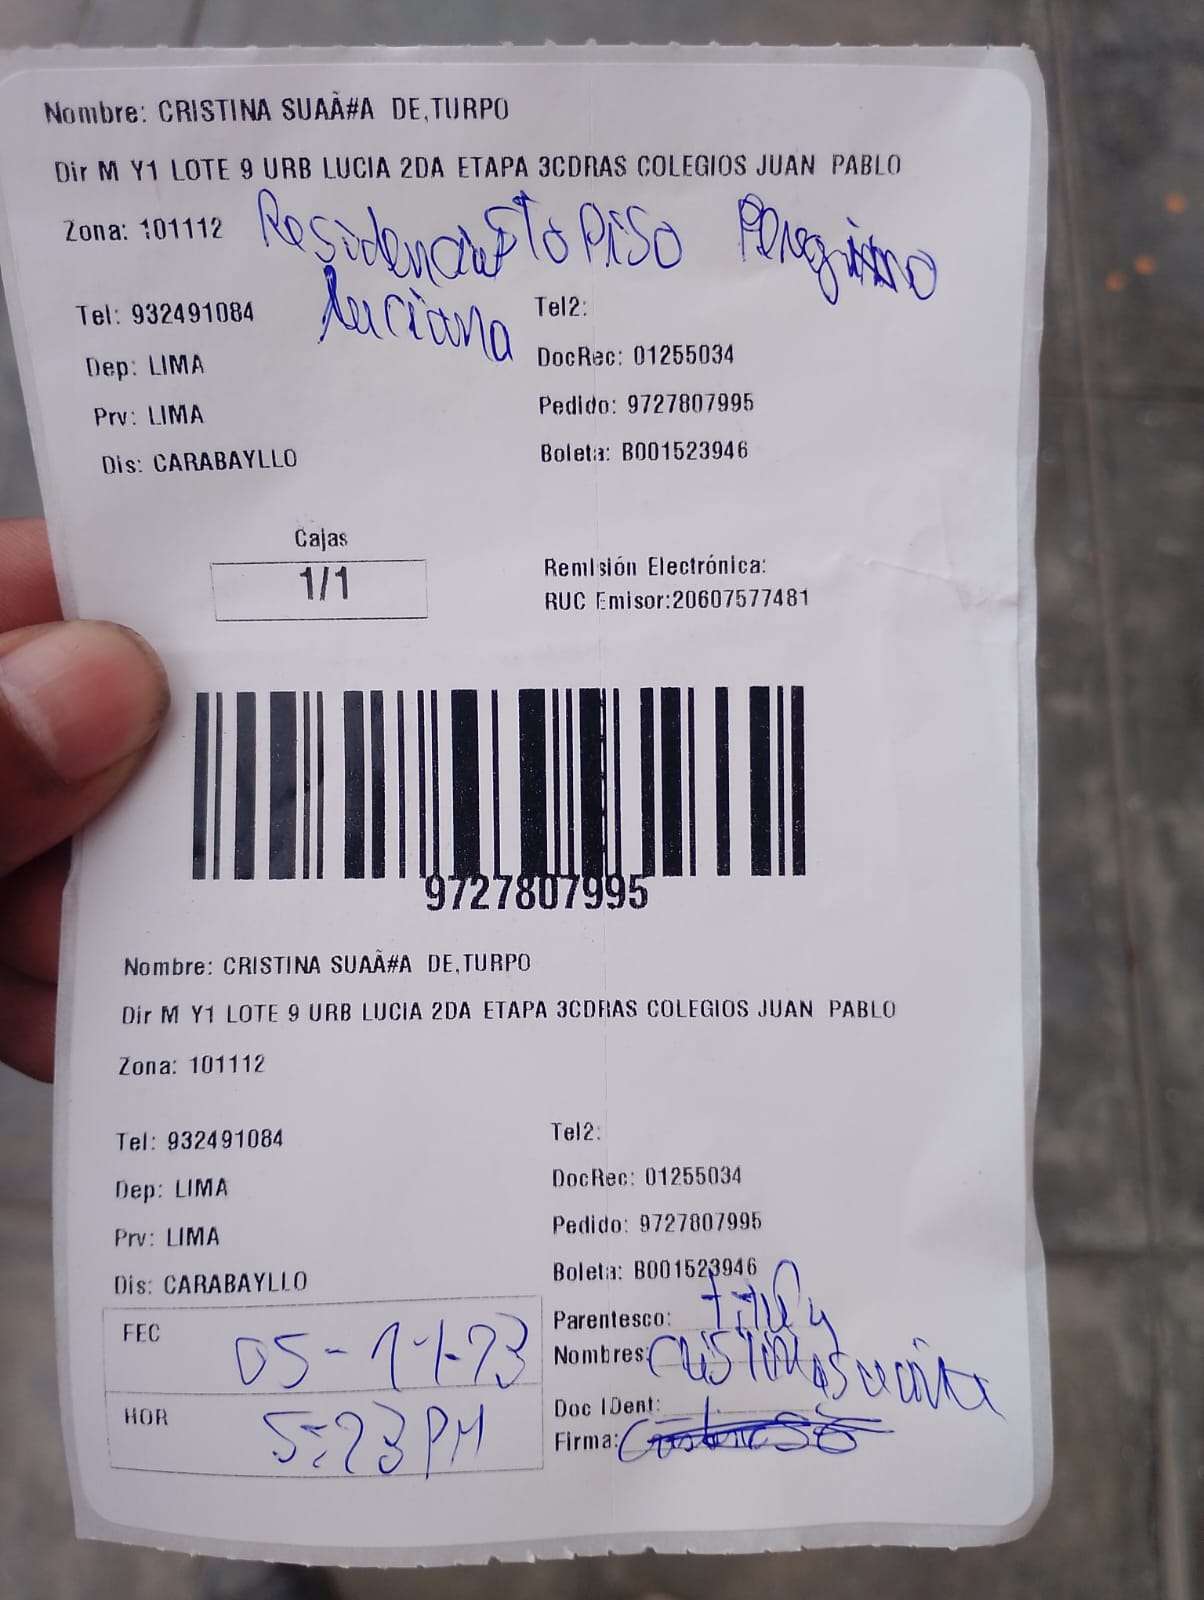 Nombre: CRISTINA SUAÃ#A DE,TURPO
Dir M Y1 LOTE 9 URB LUCIA 2DA ETAPA 3CDRAS COLEGIOS JUAN PABLO
Zona: 101112
Residencia 5to Piso
Luciana
Tel: 932491084
Tel2:
Dep: LIMA
DocRec: 01255034
Prv: LIMA
Pedido: 9727807995
Dis: CARABAYLLO
Boleta: B001523946
Cajas
1/1
Remisión Electrónica:
RUC Emisor:20607577481
9727807995
Nombre: CRISTINA SUAÃ#A DE,TURPO
Dir M Y1 LOTE 9 URB LUCIA 2DA ETAPA 3CDRAS COLEGIOS JUAN PABLO
Zona: 101112
Tel: 932491084
Tel2:
Dep: LIMA
DocRec: 01255034
Prv: LIMA
Pedido: 9727807995
Dis: CARABAYLLO
Boleta: B001523946
FEC 05-11-23
Parentesco:
Nombres:
HOR 5:23 PM
Doc IDent:
Firma: